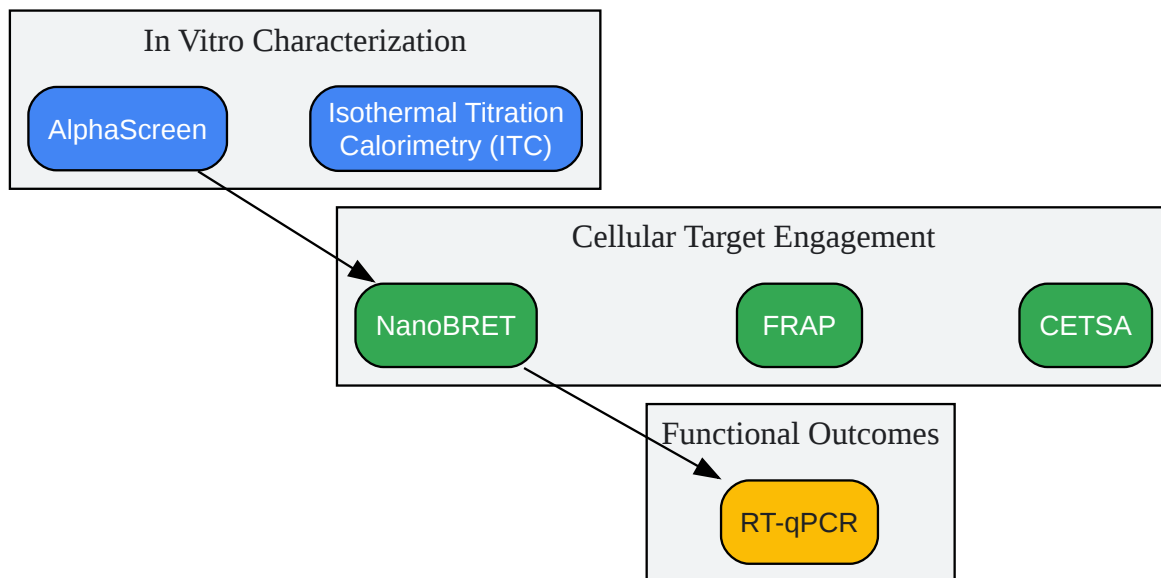 In Vitro Characterization
AlphaScreen
Isothermal Titration
Calorimetry (ITC)
Cellular Target Engagement
NanoBRET
FRAP
CETSA
Functional Outcomes
RT-qPCR